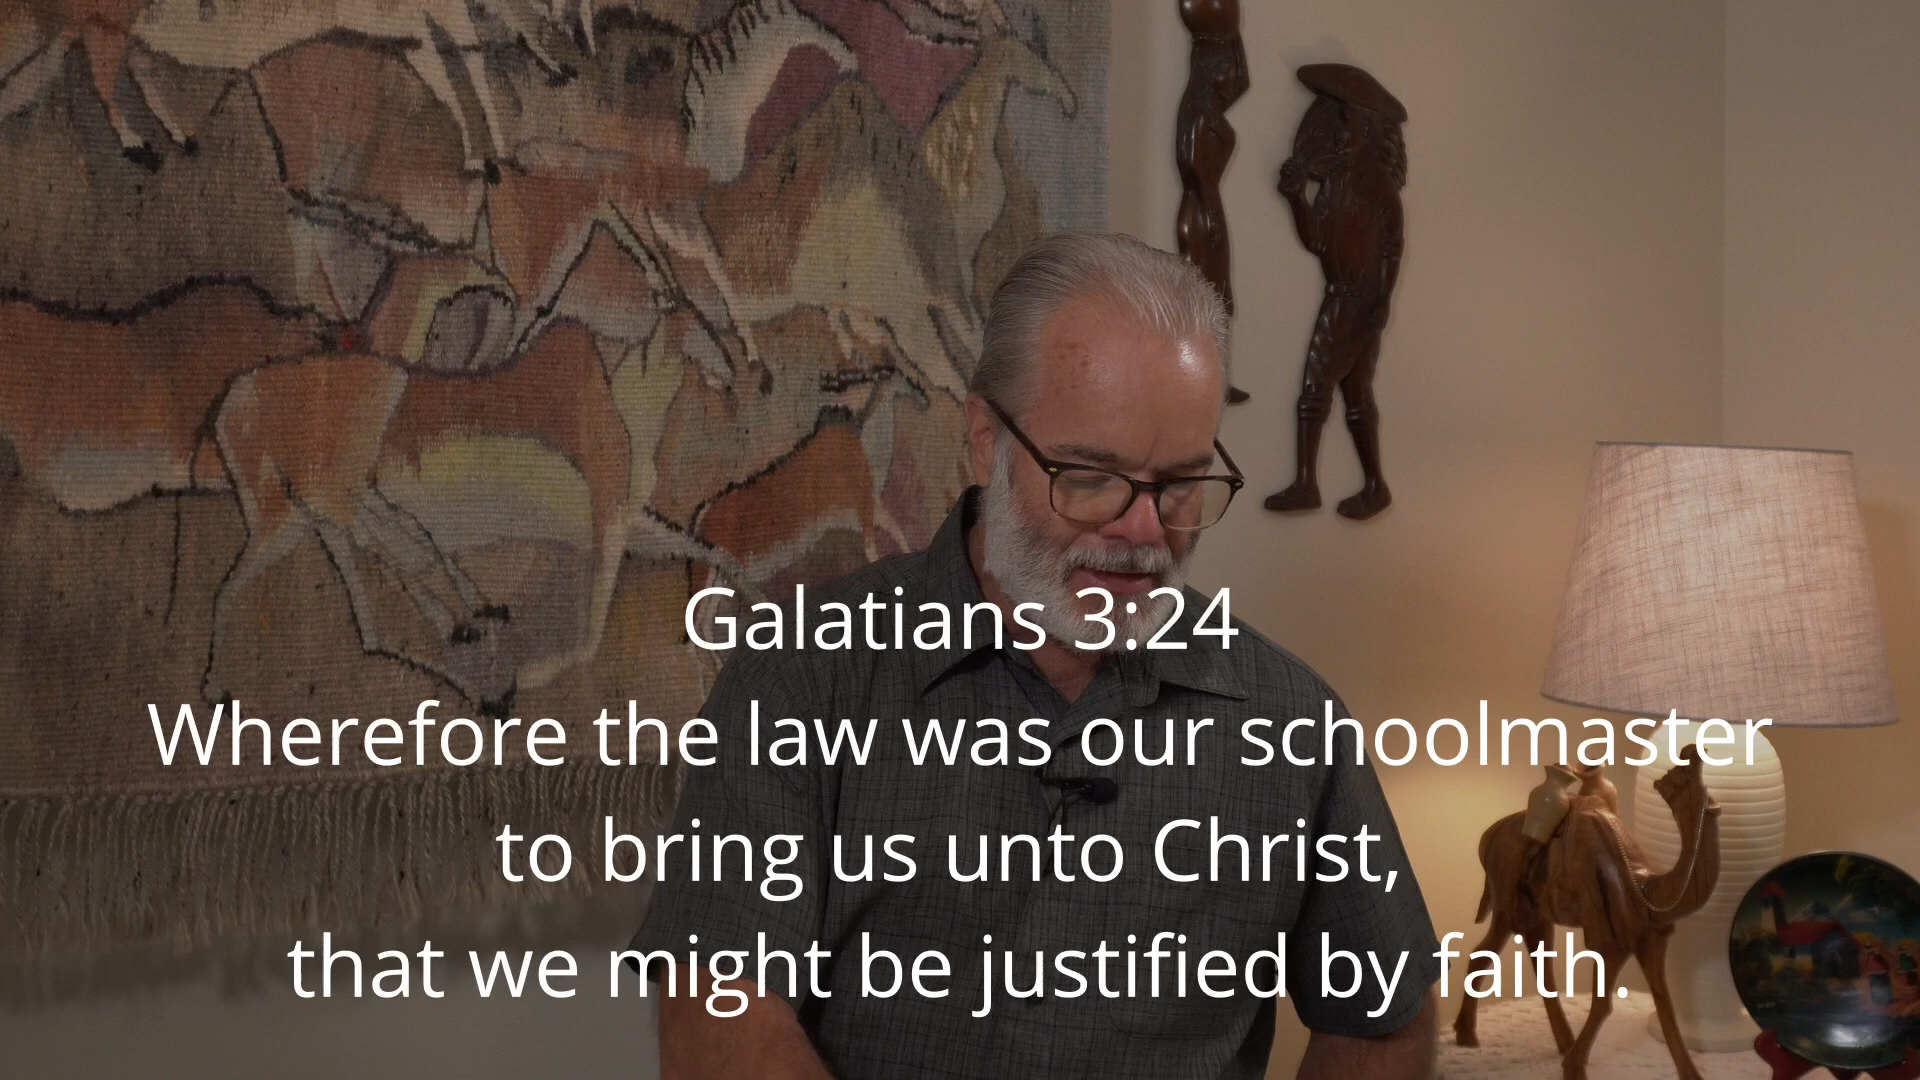 Galatians 3:24
Wherefore the law was our schoolmaster
to bring us unto Christ,
that we might be justified by faith.